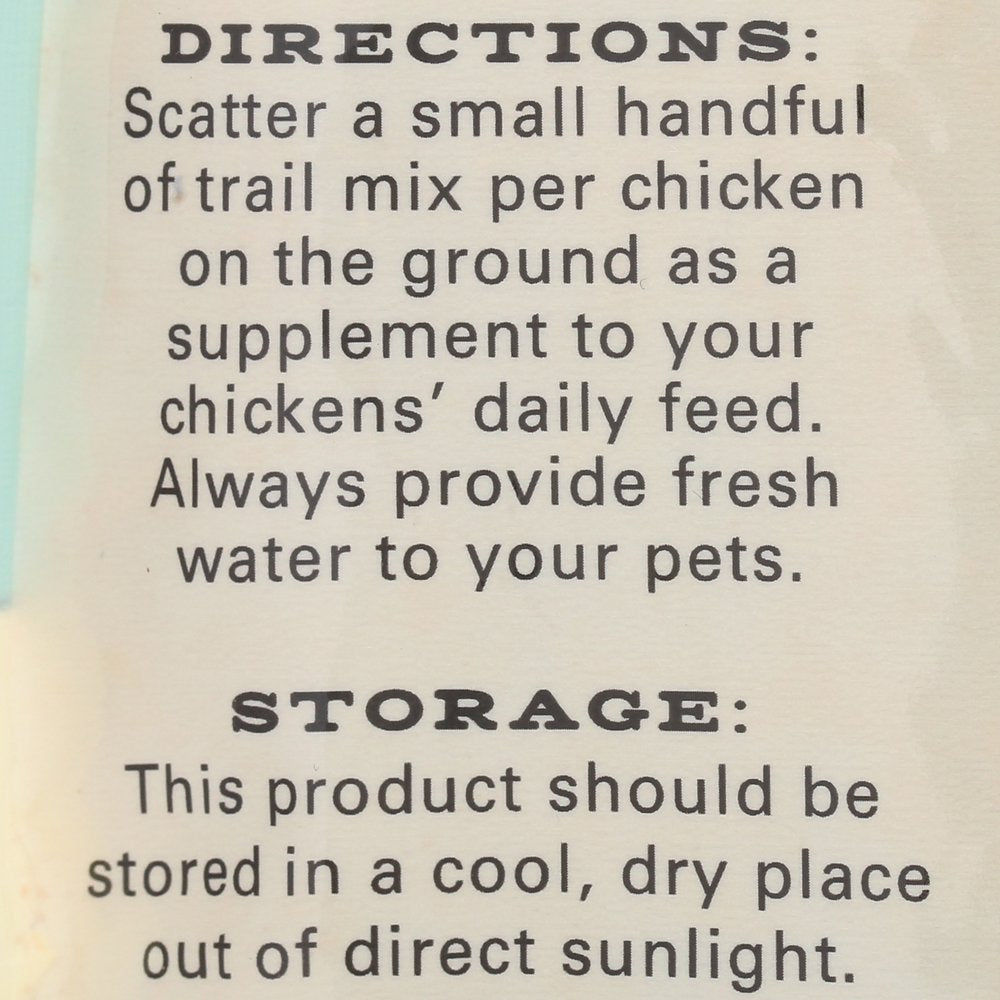 DIRECTIONS:
Scatter a small handful
of trail mix per chicken
on the ground as a
supplement to your
chickens’ daily feed.
Always provide fresh
water to your pets.
STORAGE:
This product should be
stored in a cool, dry place
out of direct sunlight.